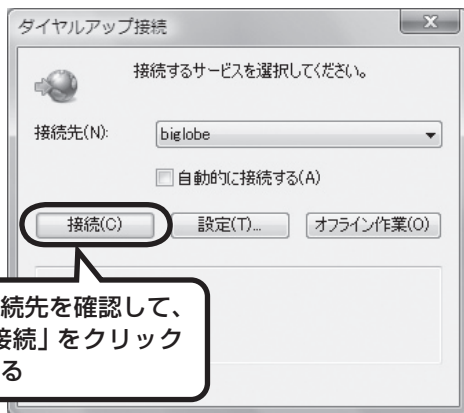 ダイヤルアップ接続
接続するサービスを選択してください。
接続先(N):
biglobe
自動的に接続する(A)
接続(C)
設定(T)...
オフライン作業(O)
続先を確認して、
接続」をクリック
る